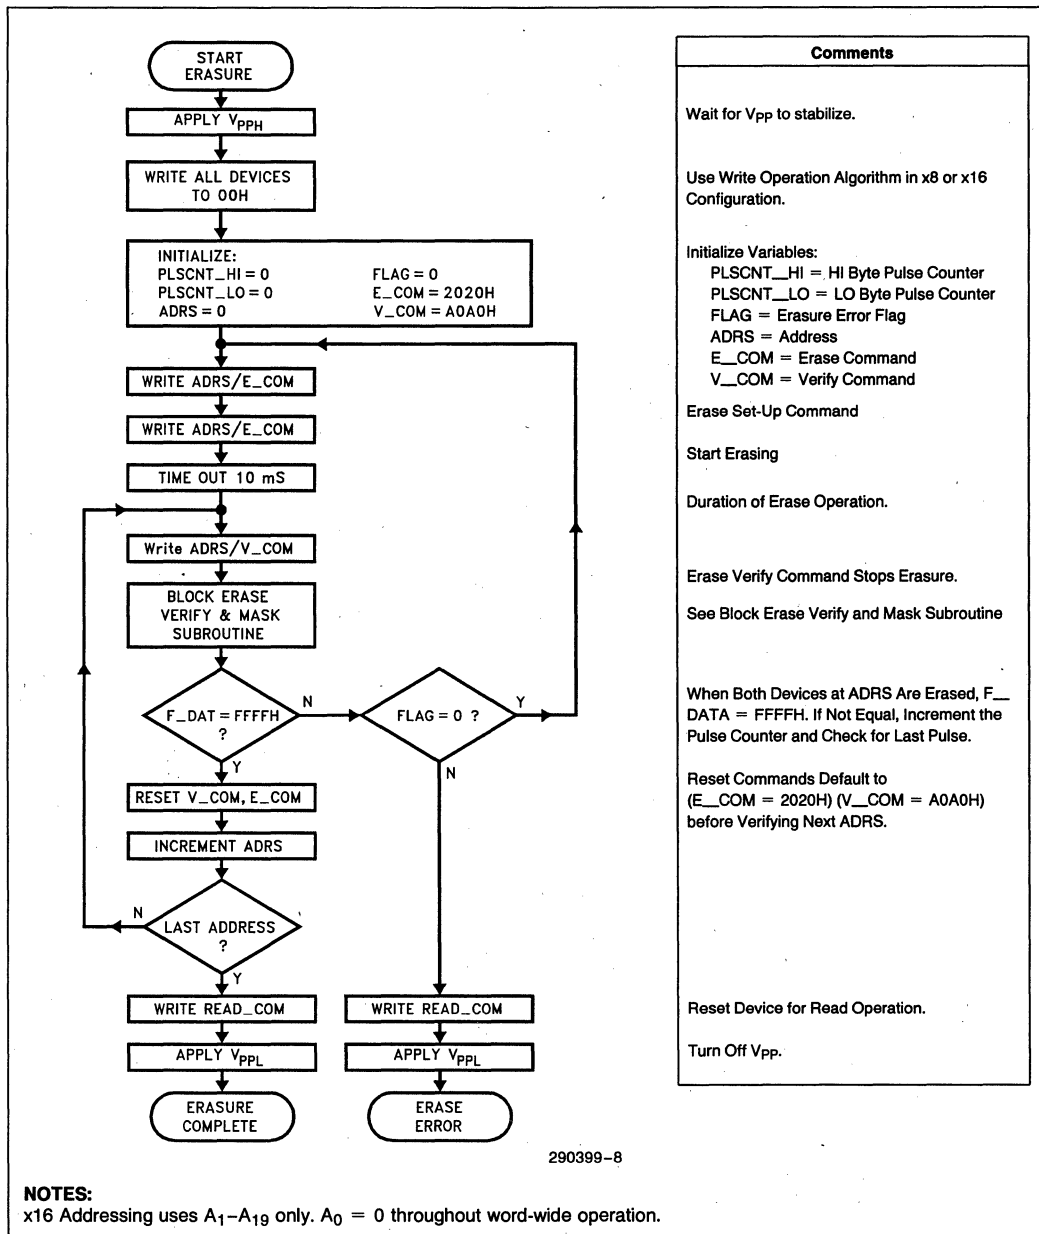 START
ERASURE
APPLY VPPH
WRITE ALL DEVICES
TO 00H
INITIALIZE:
PLSCNT_HI = 0 FLAG = 0
PLSCNT_LO = 0 E_COM = 2020H
ADRS = 0 V_COM = A0A0H
WRITE ADRS/E_COM
WRITE ADRS/E_COM
TIME OUT 10 mS
Write ADRS/V_COM
BLOCK ERASE
VERIFY & MASK
SUBROUTINE
F_DAT = FFFFH
?
N
Y
FLAG = 0 ?
Y
N
RESET V_COM, E_COM
INCREMENT ADRS
LAST ADDRESS
?
N
Y
WRITE READ_COM
APPLY VPPL
ERASURE
COMPLETE
WRITE READ_COM
APPLY VPPL
ERASE
ERROR
Comments
Wait for VPP to stabilize.
Use Write Operation Algorithm in x8 or x16
Configuration.
Initialize Variables:
PLSCNT__HI = HI Byte Pulse Counter
PLSCNT__LO = LO Byte Pulse Counter
FLAG = Erasure Error Flag
ADRS = Address
E__COM = Erase Command
V__COM = Verify Command
Erase Set-Up Command
Start Erasing
Duration of Erase Operation.
Erase Verify Command Stops Erasure.
See Block Erase Verify and Mask Subroutine
When Both Devices at ADRS Are Erased, F__
DATA = FFFFH. If Not Equal, Increment the
Pulse Counter and Check for Last Pulse.
Reset Commands Default to
(E__COM = 2020H) (V__COM = A0A0H)
before Verifying Next ADRS.
Reset Device for Read Operation.
Turn Off VPP.
290399–8
NOTES:
x16 Addressing uses A1–A19 only. A0 = 0 throughout word-wide operation.